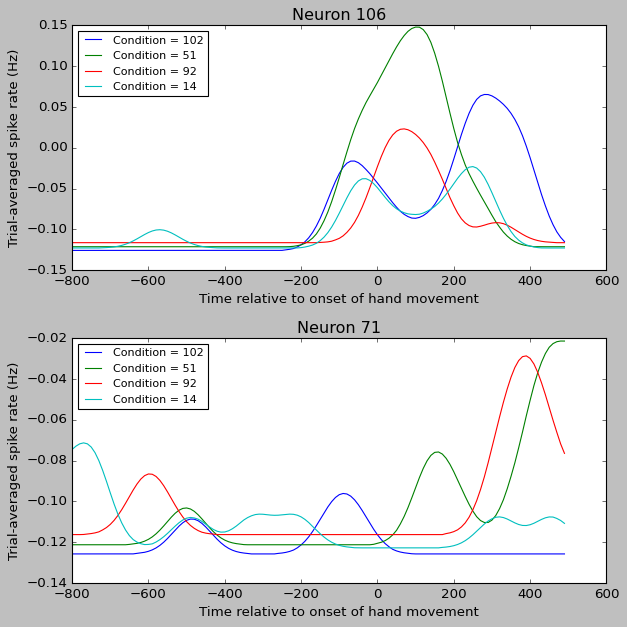 Neuron 106
0.15
0.10
0.05
0.00
−0.05
−0.10
−0.15
Trial-averaged spike rate (Hz)
Condition = 102
Condition = 51
Condition = 92
Condition = 14
−800 −600 −400 −200 0 200 400 600
Time relative to onset of hand movement
Neuron 71
−0.02
−0.04
−0.06
−0.08
−0.10
−0.12
−0.14
Trial-averaged spike rate (Hz)
Condition = 102
Condition = 51
Condition = 92
Condition = 14
−800 −600 −400 −200 0 200 400 600
Time relative to onset of hand movement